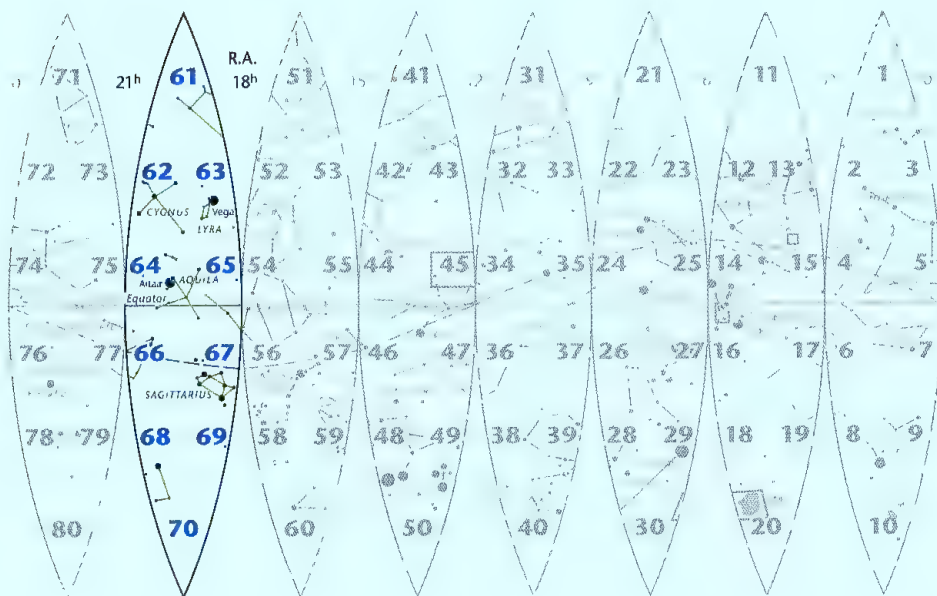 R.A.
71 21h 61 18h 51 41 31 21 11 1
72 73 62 63 52 53 42 43 32 33 22 23 12 13 2 3
CYGNUS Vega
LYRA
74 75 64 65 54 55 44 45 34 35 24 25 14 15 4 5
Altair AQUILA
Equator
76 77 66 67 56 57 46 47 36 37 26 27 16 17 6 7
SAGITTARIUS
78 79 68 69 58 59 48 49 38 39 28 29 18 19 8 9
80 70 60 50 40 30 20 10